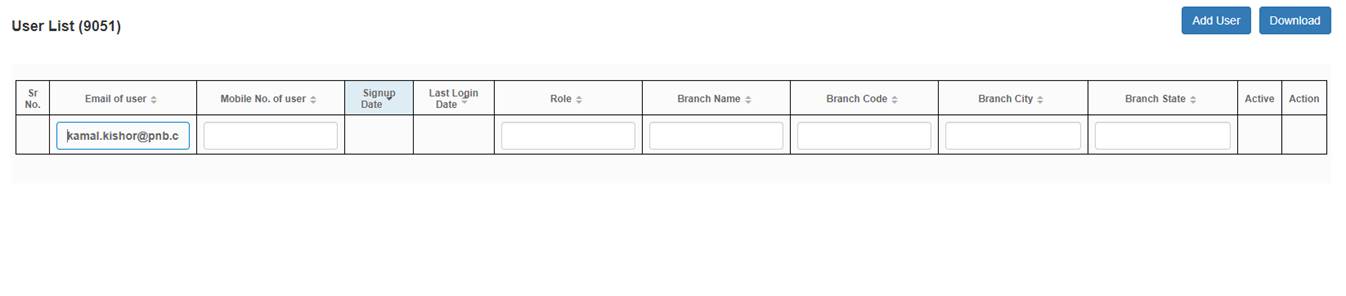 User List (9051)
Add User
Download
Sr No.
Email of user
Mobile No. of user
Signup Date
Last Login Date
Role
Branch Name
Branch Code
Branch City
Branch State
Active
Action
kamal.kishor@pnb.c